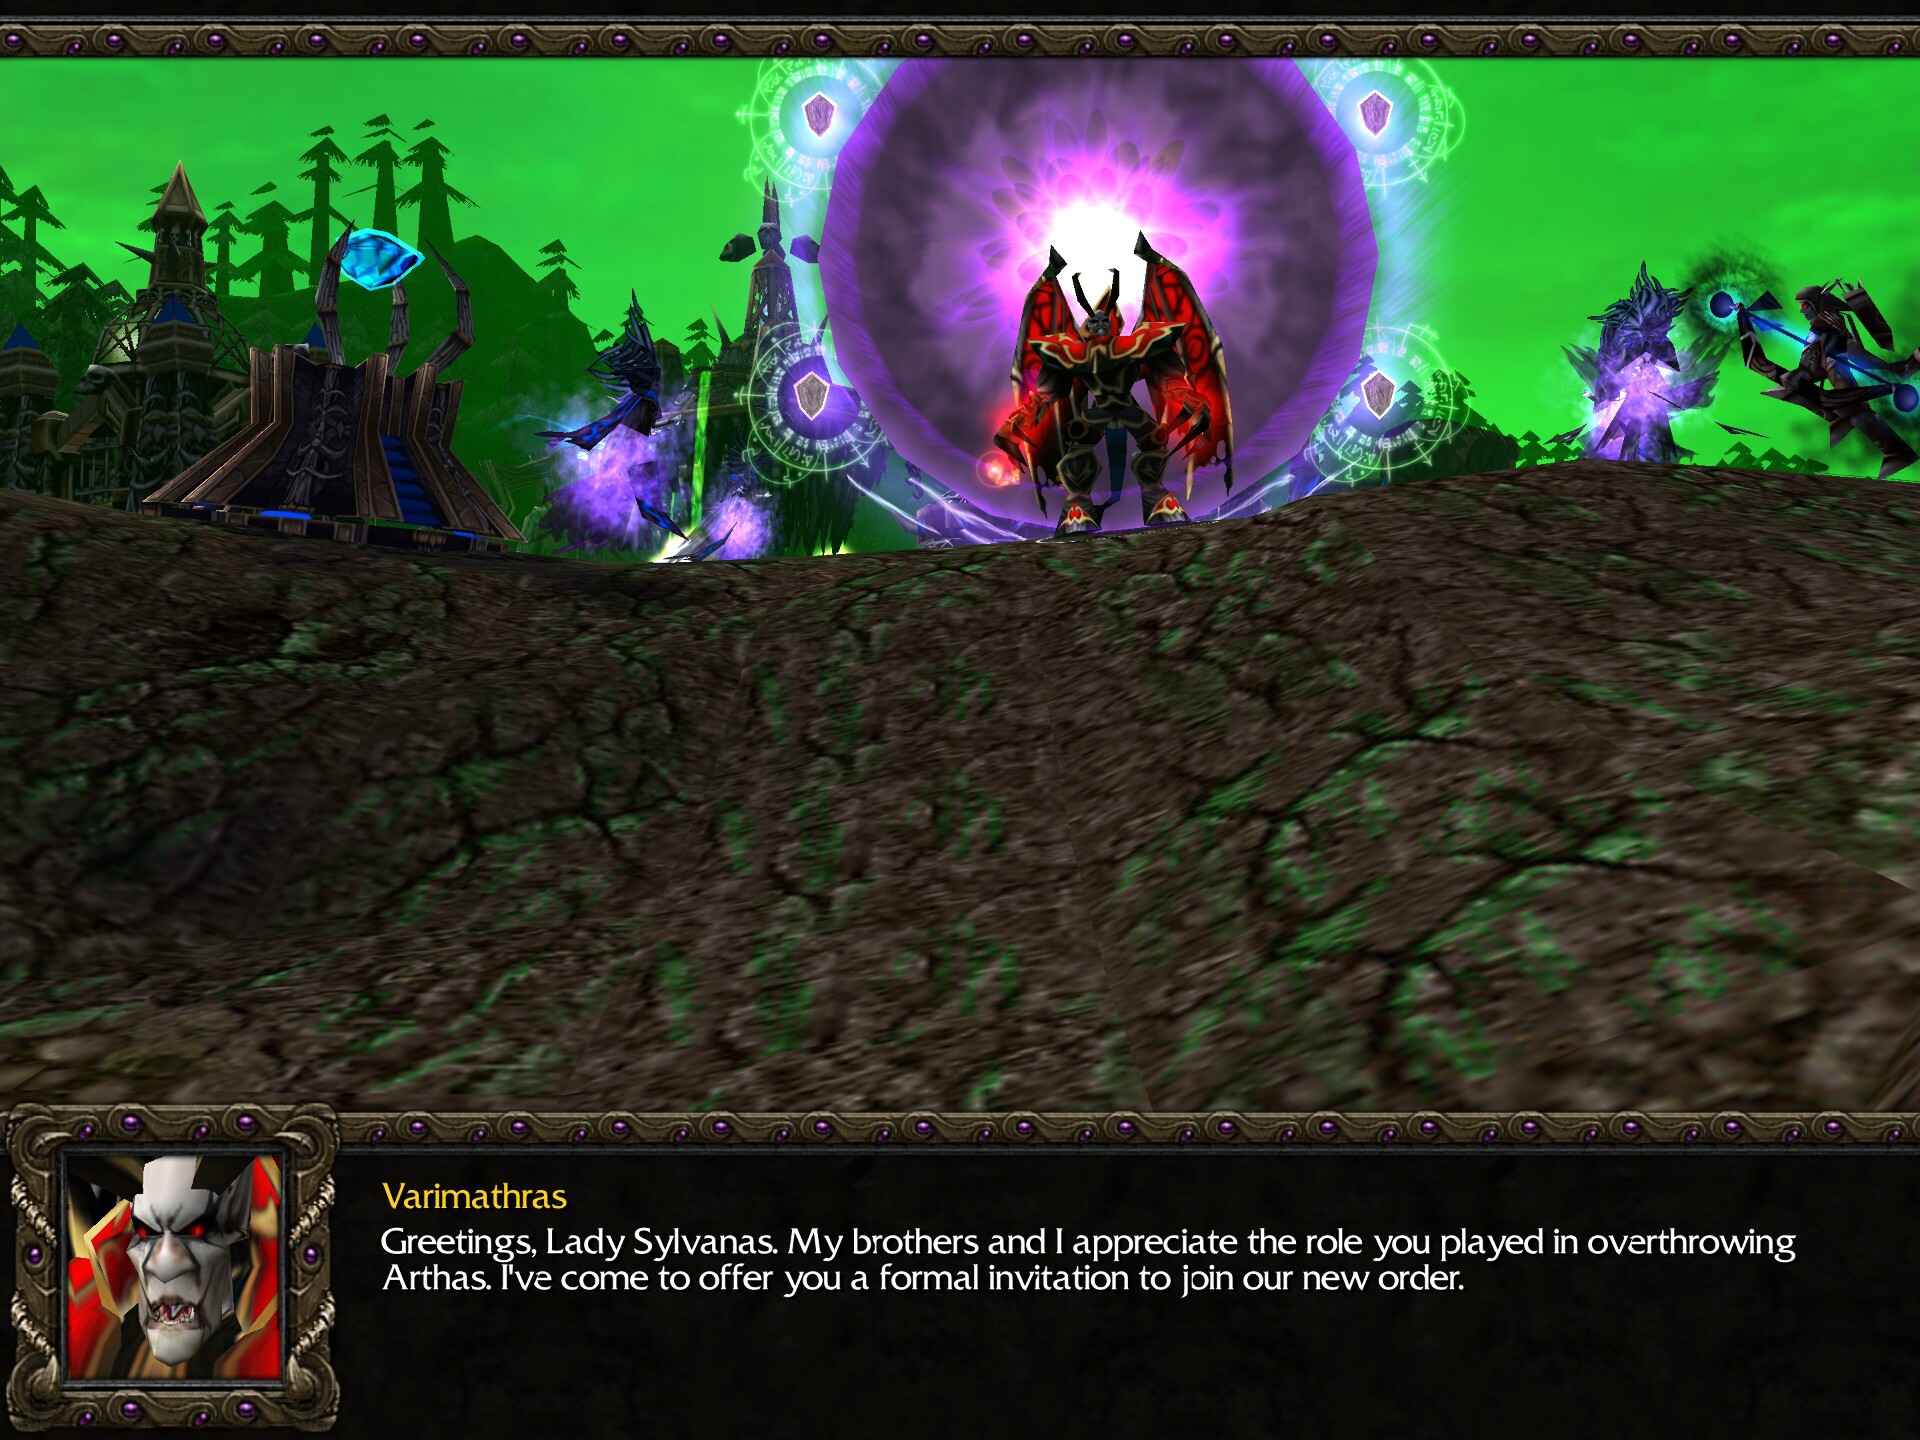 Varimathras
Greetings, Lady Sylvanas. My brothers and I appreciate the role you played in overthrowing
Arthas. I've come to offer you a formal invitation to join our new order.